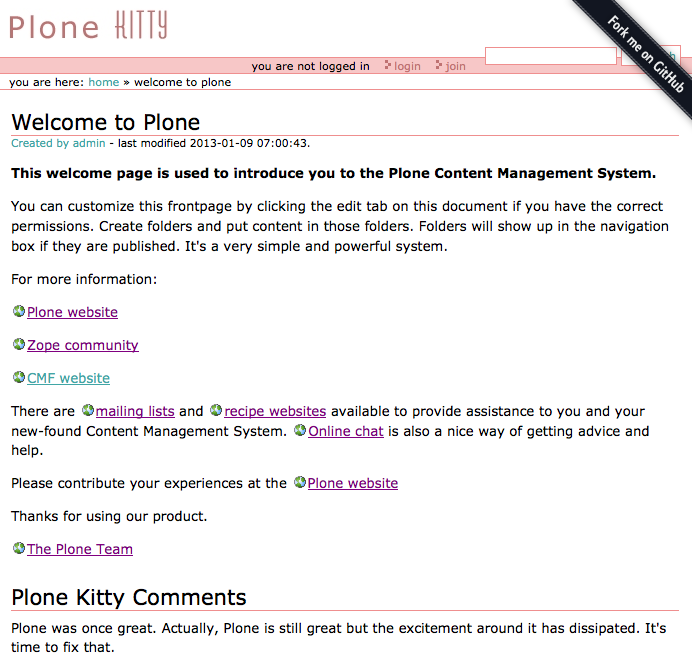 Plone KITTY
Fork me on GitHub
you are not logged in login join
you are here: home » welcome to plone
Welcome to Plone
Created by admin - last modified 2013-01-09 07:00:43.
This welcome page is used to introduce you to the Plone Content Management System.
You can customize this frontpage by clicking the edit tab on this document if you have the correct
permissions. Create folders and put content in those folders. Folders will show up in the navigation
box if they are published. It's a very simple and powerful system.
For more information:
Plone website
Zope community
CMF website
There are mailing lists and recipe websites available to provide assistance to you and your
new-found Content Management System. Online chat is also a nice way of getting advice and
help.
Please contribute your experiences at the Plone website
Thanks for using our product.
The Plone Team
Plone Kitty Comments
Plone was once great. Actually, Plone is still great but the excitement around it has dissipated. It's
time to fix that.